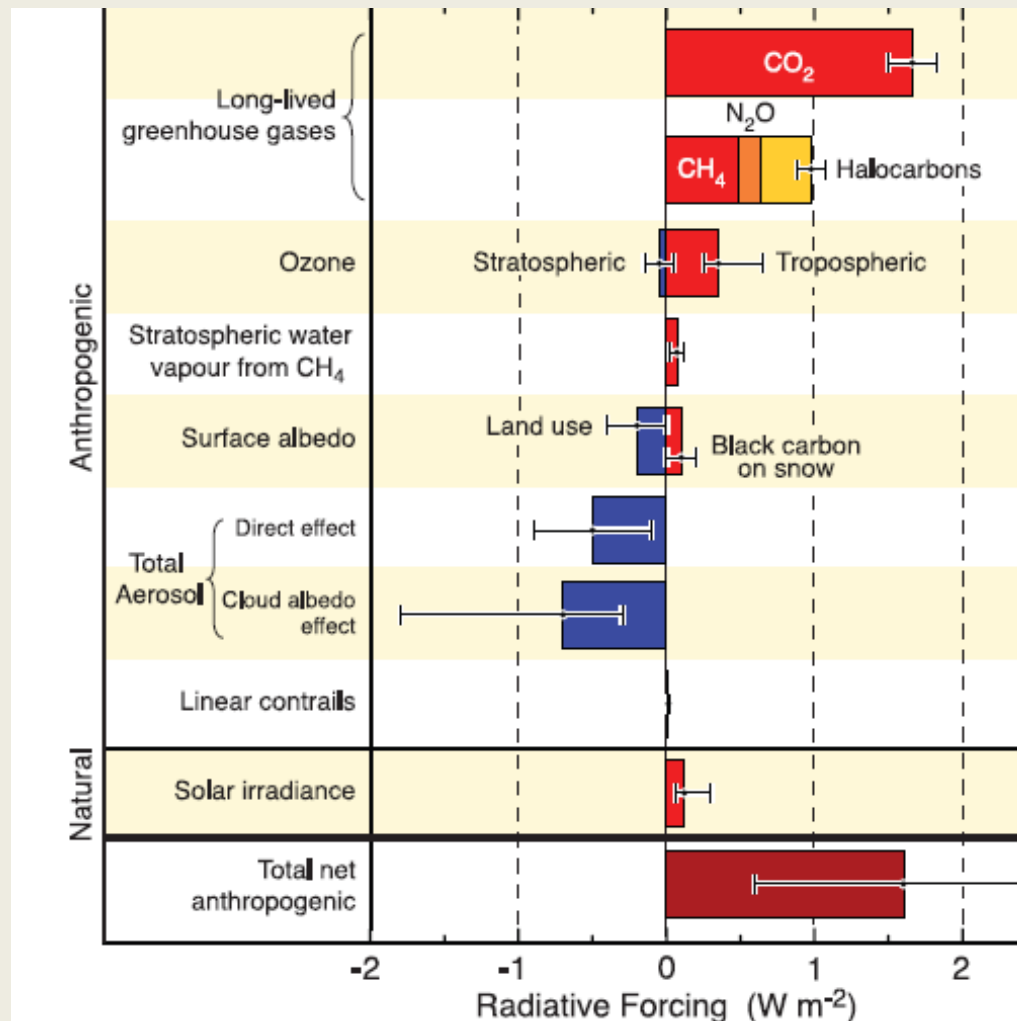 CO₂
Long-lived
greenhouse gases
N₂O
CH₄
Halocarbons
Ozone
Stratospheric
Tropospheric
Stratospheric water
vapour from CH₄
Surface albedo
Land use
Black carbon
on snow
Anthropogenic
Total
Aerosol
Direct effect
Cloud albedo
effect
Linear contrails
Natural
Solar irradiance
Total net
anthropogenic
-2 -1 0 1 2
Radiative Forcing (W m⁻²)